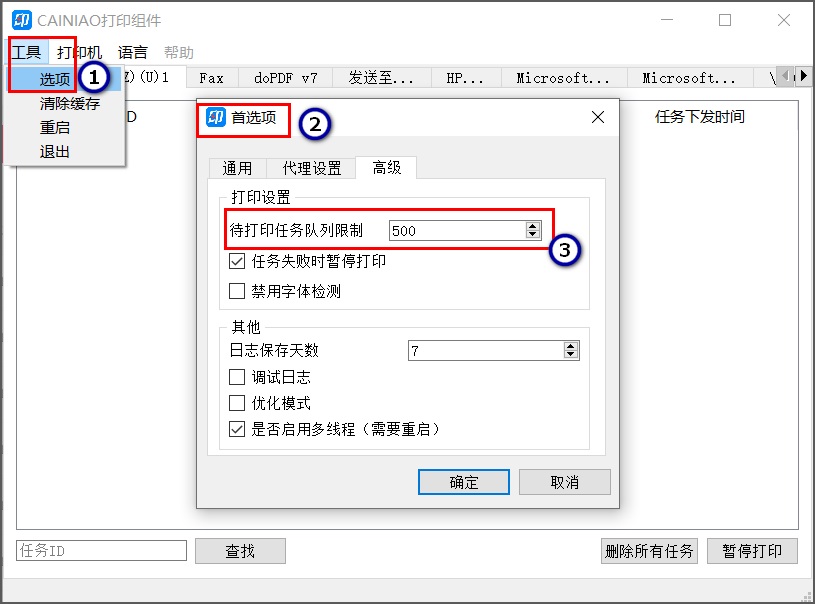 CAINIAO打印组件
工具 打印机 语言 帮助
选项
清除缓存
重启
退出
1
)(U)1 Fax doPDF v7 发送至... HP... Microsoft... Microsoft...
D 任务下发时间
首选项
2
通用 代理设置 高级
打印设置
待打印任务队列限制 500
3
任务失败时暂停打印
禁用字体检测
其他
日志保存天数 7
调试日志
优化模式
是否启用多线程（需要重启）
确定 取消
任务ID 查找 删除所有任务 暂停打印